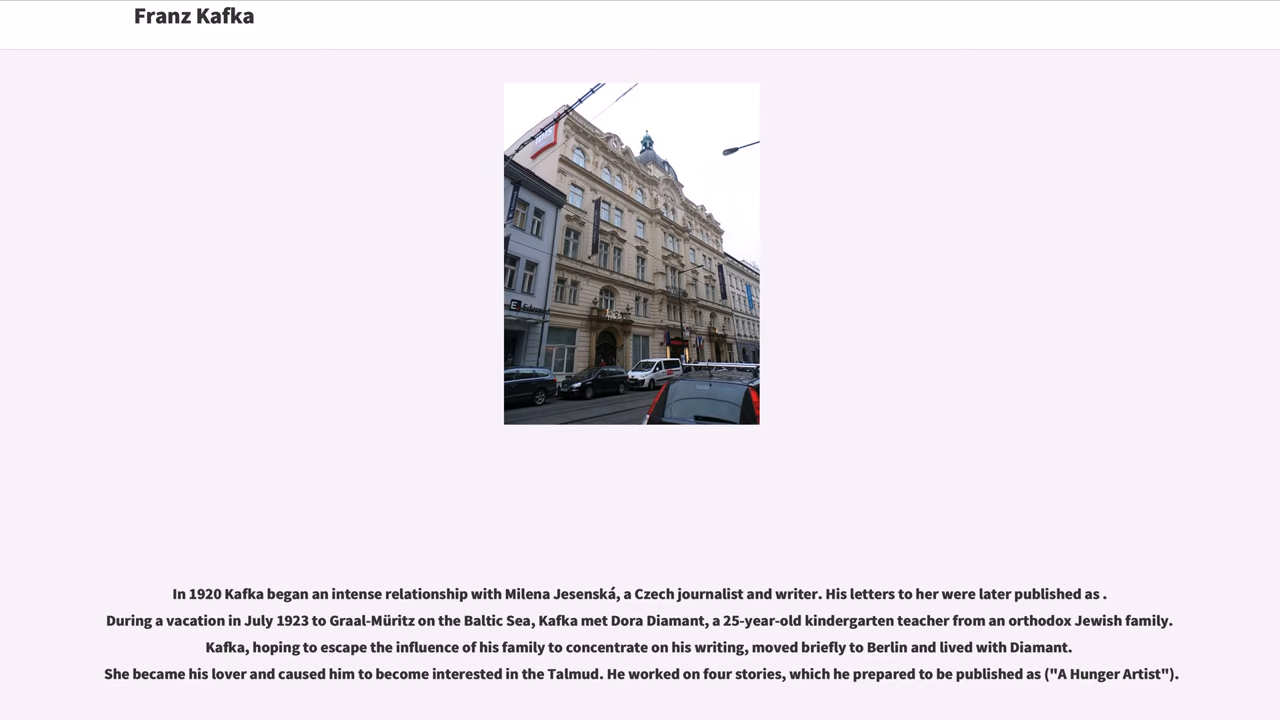 Franz Kafka
In 1920 Kafka began an intense relationship with Milena Jesenská, a Czech journalist and writer. His letters to her were later published as .
During a vacation in July 1923 to Graal-Müritz on the Baltic Sea, Kafka met Dora Diamant, a 25-year-old kindergarten teacher from an orthodox Jewish family.
Kafka, hoping to escape the influence of his family to concentrate on his writing, moved briefly to Berlin and lived with Diamant.
She became his lover and caused him to become interested in the Talmud. He worked on four stories, which he prepared to be published as ("A Hunger Artist").